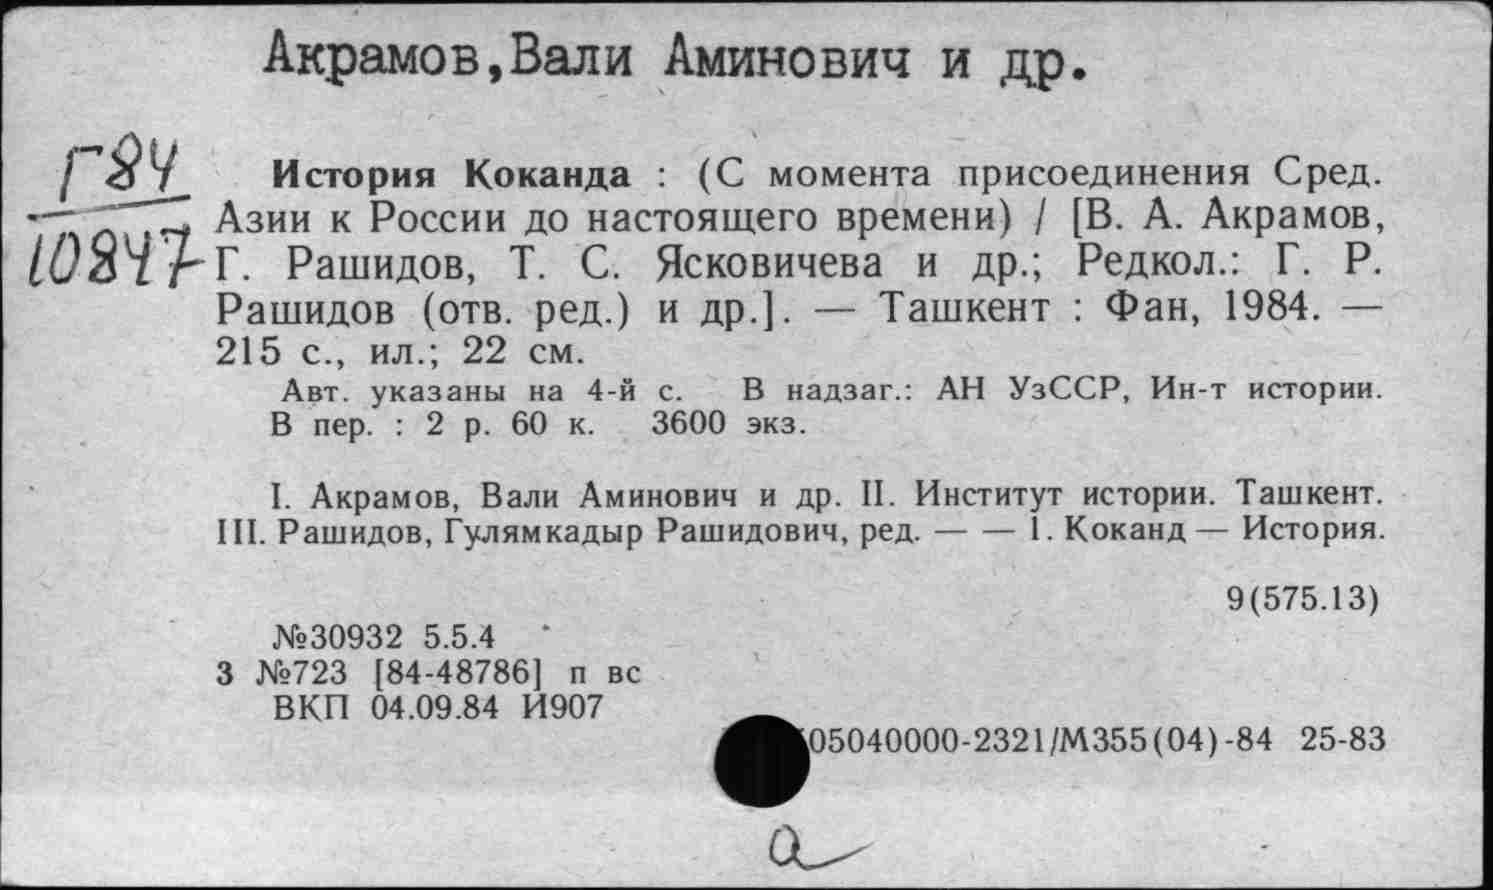 Акрамов,Вали Аминович и др.
Г84
10847
История Коканда : (С момента присоединения Сред.
Азии к России до настоящего времени) / [В. А. Акрамов,
Г. Рашидов, Т. С. Ясковичева и др.; Редкол.: Г. Р.
Рашидов (отв. ред.) и др.]. — Ташкент : Фан, 1984. —
215 с., ил.; 22 см.
Авт. указаны на 4-й с. В надзаг.: АН УзССР, Ин-т истории.
В пер. : 2 р. 60 к. 3600 экз.
I. Акрамов, Вали Аминович и др. II. Институт истории. Ташкент.
III. Рашидов, Гулямкадыр Рашидович, ред. — — 1. Коканд — История.
9(575.13)
№30932 5.5.4
3 №723 [84-48786] п вс
ВКП 04.09.84 И907
05040000-2321/М355(04)-84 25-83
а